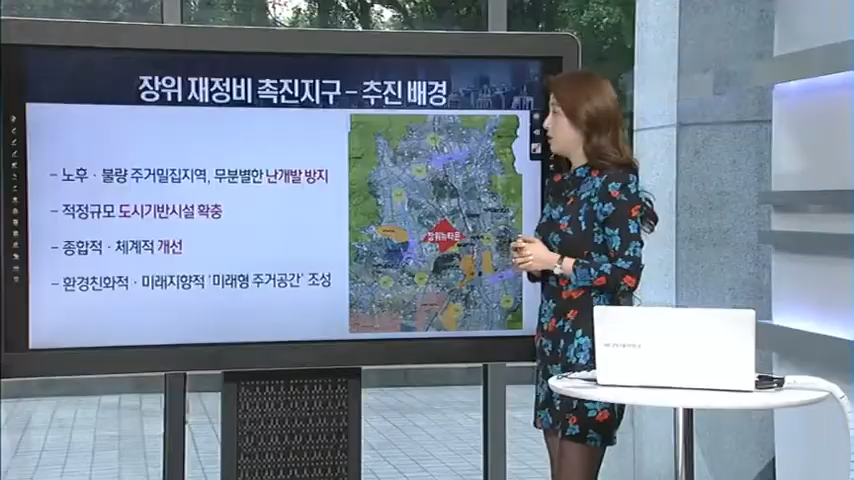 장위 재정비 촉진지구 - 추진 배경
- 노후·불량 주거밀집지역, 무분별한 난개발 방지
- 적정규모 도시기반시설 확충
- 종합적·체계적 개선
- 환경친화적·미래지향적 '미래형 주거공간' 조성
장위뉴타운